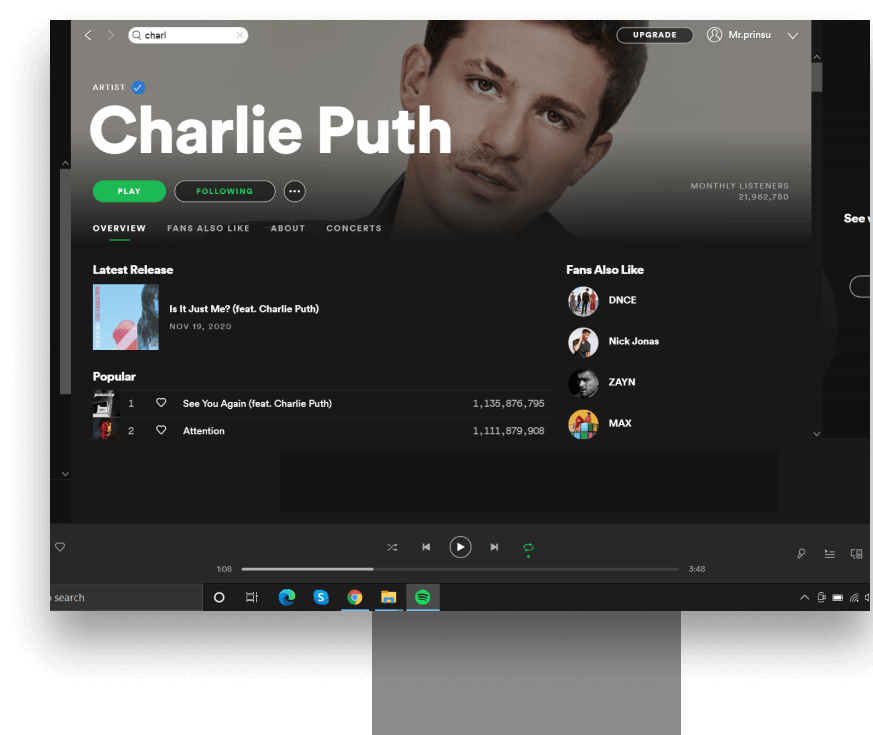 charl
UPGRADE
Mr.prinsu
ARTIST
Charlie Puth
PLAY
FOLLOWING
MONTHLY LISTENERS
21,962,780
See
OVERVIEW
FANS ALSO LIKE
ABOUT
CONCERTS
Latest Release
Is It Just Me? (feat. Charlie Puth)
NOV 19, 2020
Fans Also Like
DNCE
Nick Jonas
ZAYN
MAX
Popular
1 See You Again (feat. Charlie Puth) 1,135,876,795
2 Attention 1,111,879,908
1:08
3:48
search